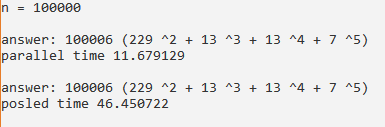 n = 100000
answer: 100006 (229 ^2 + 13 ^3 + 13 ^4 + 7 ^5)
parallel time 11.679129
answer: 100006 (229 ^2 + 13 ^3 + 13 ^4 + 7 ^5)
posled time 46.450722